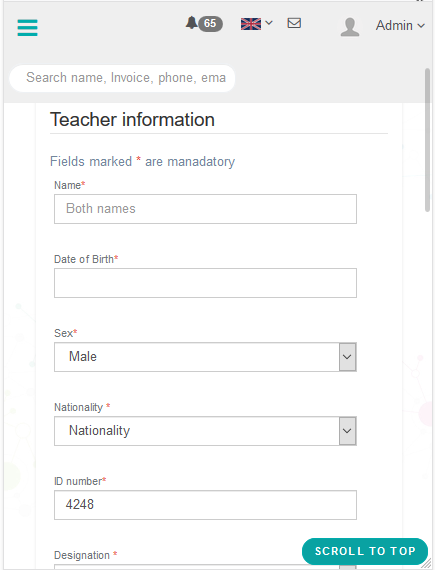 65
Admin
Search name, Invoice, phone, ema
Teacher information
Fields marked * are manadatory
Name*
Both names
Date of Birth*
Sex*
Male
Nationality *
Nationality
ID number*
4248
SCROLL TO TOP
Designation *